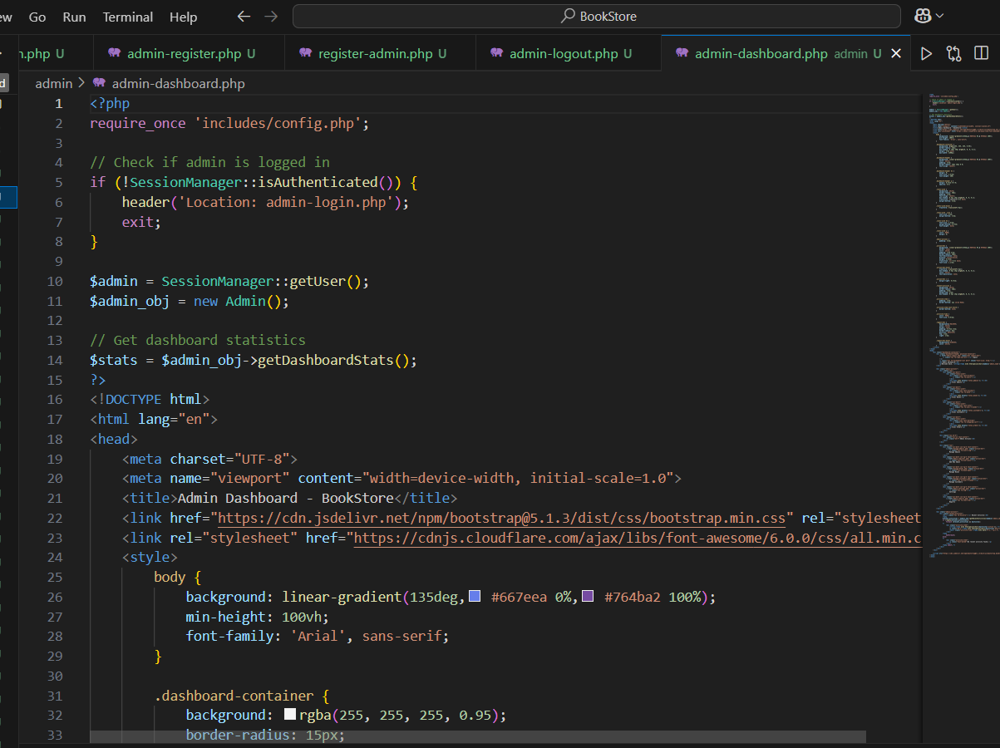 ew Go Run Terminal Help BookStore
n.php U admin-register.php U register-admin.php U admin-logout.php U admin-dashboard.php admin U
d admin > admin-dashboard.php
1 <?php
2 require_once 'includes/config.php';
3
4 // Check if admin is logged in
5 if (!SessionManager::isAuthenticated()) {
6 header('Location: admin-login.php');
7 exit;
8 }
9
10 $admin = SessionManager::getUser();
11 $admin_obj = new Admin();
12
13 // Get dashboard statistics
14 $stats = $admin_obj->getDashboardStats();
15 ?>
16 <!DOCTYPE html>
17 <html lang="en">
18 <head>
19 <meta charset="UTF-8">
20 <meta name="viewport" content="width=device-width, initial-scale=1.0">
21 <title>Admin Dashboard - BookStore</title>
22 <link href="https://cdn.jsdelivr.net/npm/bootstrap@5.1.3/dist/css/bootstrap.min.css" rel="stylesheet
23 <link rel="stylesheet" href="https://cdnjs.cloudflare.com/ajax/libs/font-awesome/6.0.0/css/all.min.c
24 <style>
25 body {
26 background: linear-gradient(135deg, #667eea 0%, #764ba2 100%);
27 min-height: 100vh;
28 font-family: 'Arial', sans-serif;
29 }
30
31 .dashboard-container {
32 background: rgba(255, 255, 255, 0.95);
33 border-radius: 15px;